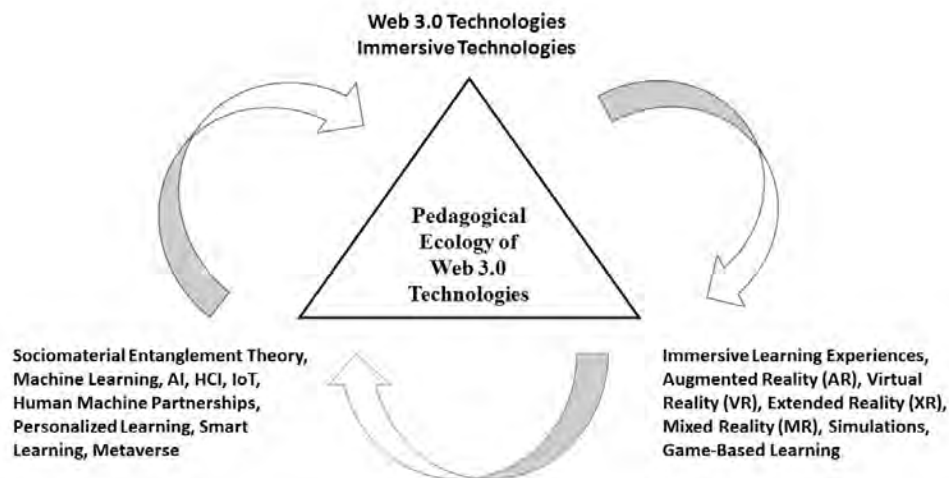 Web 3.0 Technologies
Immersive Technologies
Pedagogical
Ecology of
Web 3.0
Technologies
Sociomaterial Entanglement Theory,
Machine Learning, AI, HCI, IoT,
Human Machine Partnerships,
Personalized Learning, Smart
Learning, Metaverse
Immersive Learning Experiences,
Augmented Reality (AR), Virtual
Reality (VR), Extended Reality (XR),
Mixed Reality (MR), Simulations,
Game-Based Learning